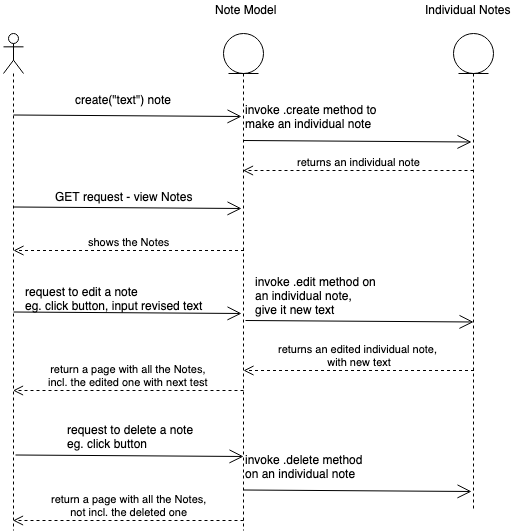 Note Model
Individual Notes
create("text") note
invoke .create method to
make an individual note
returns an individual note
GET request - view Notes
shows the Notes
request to edit a note
eg. click button, input revised text
invoke .edit method on
an individual note,
give it new text
returns an edited individual note,
with new text
return a page with all the Notes,
incl. the edited one with next test
request to delete a note
eg. click button
invoke .delete method
on an individual note
return a page with all the Notes,
not incl. the deleted one